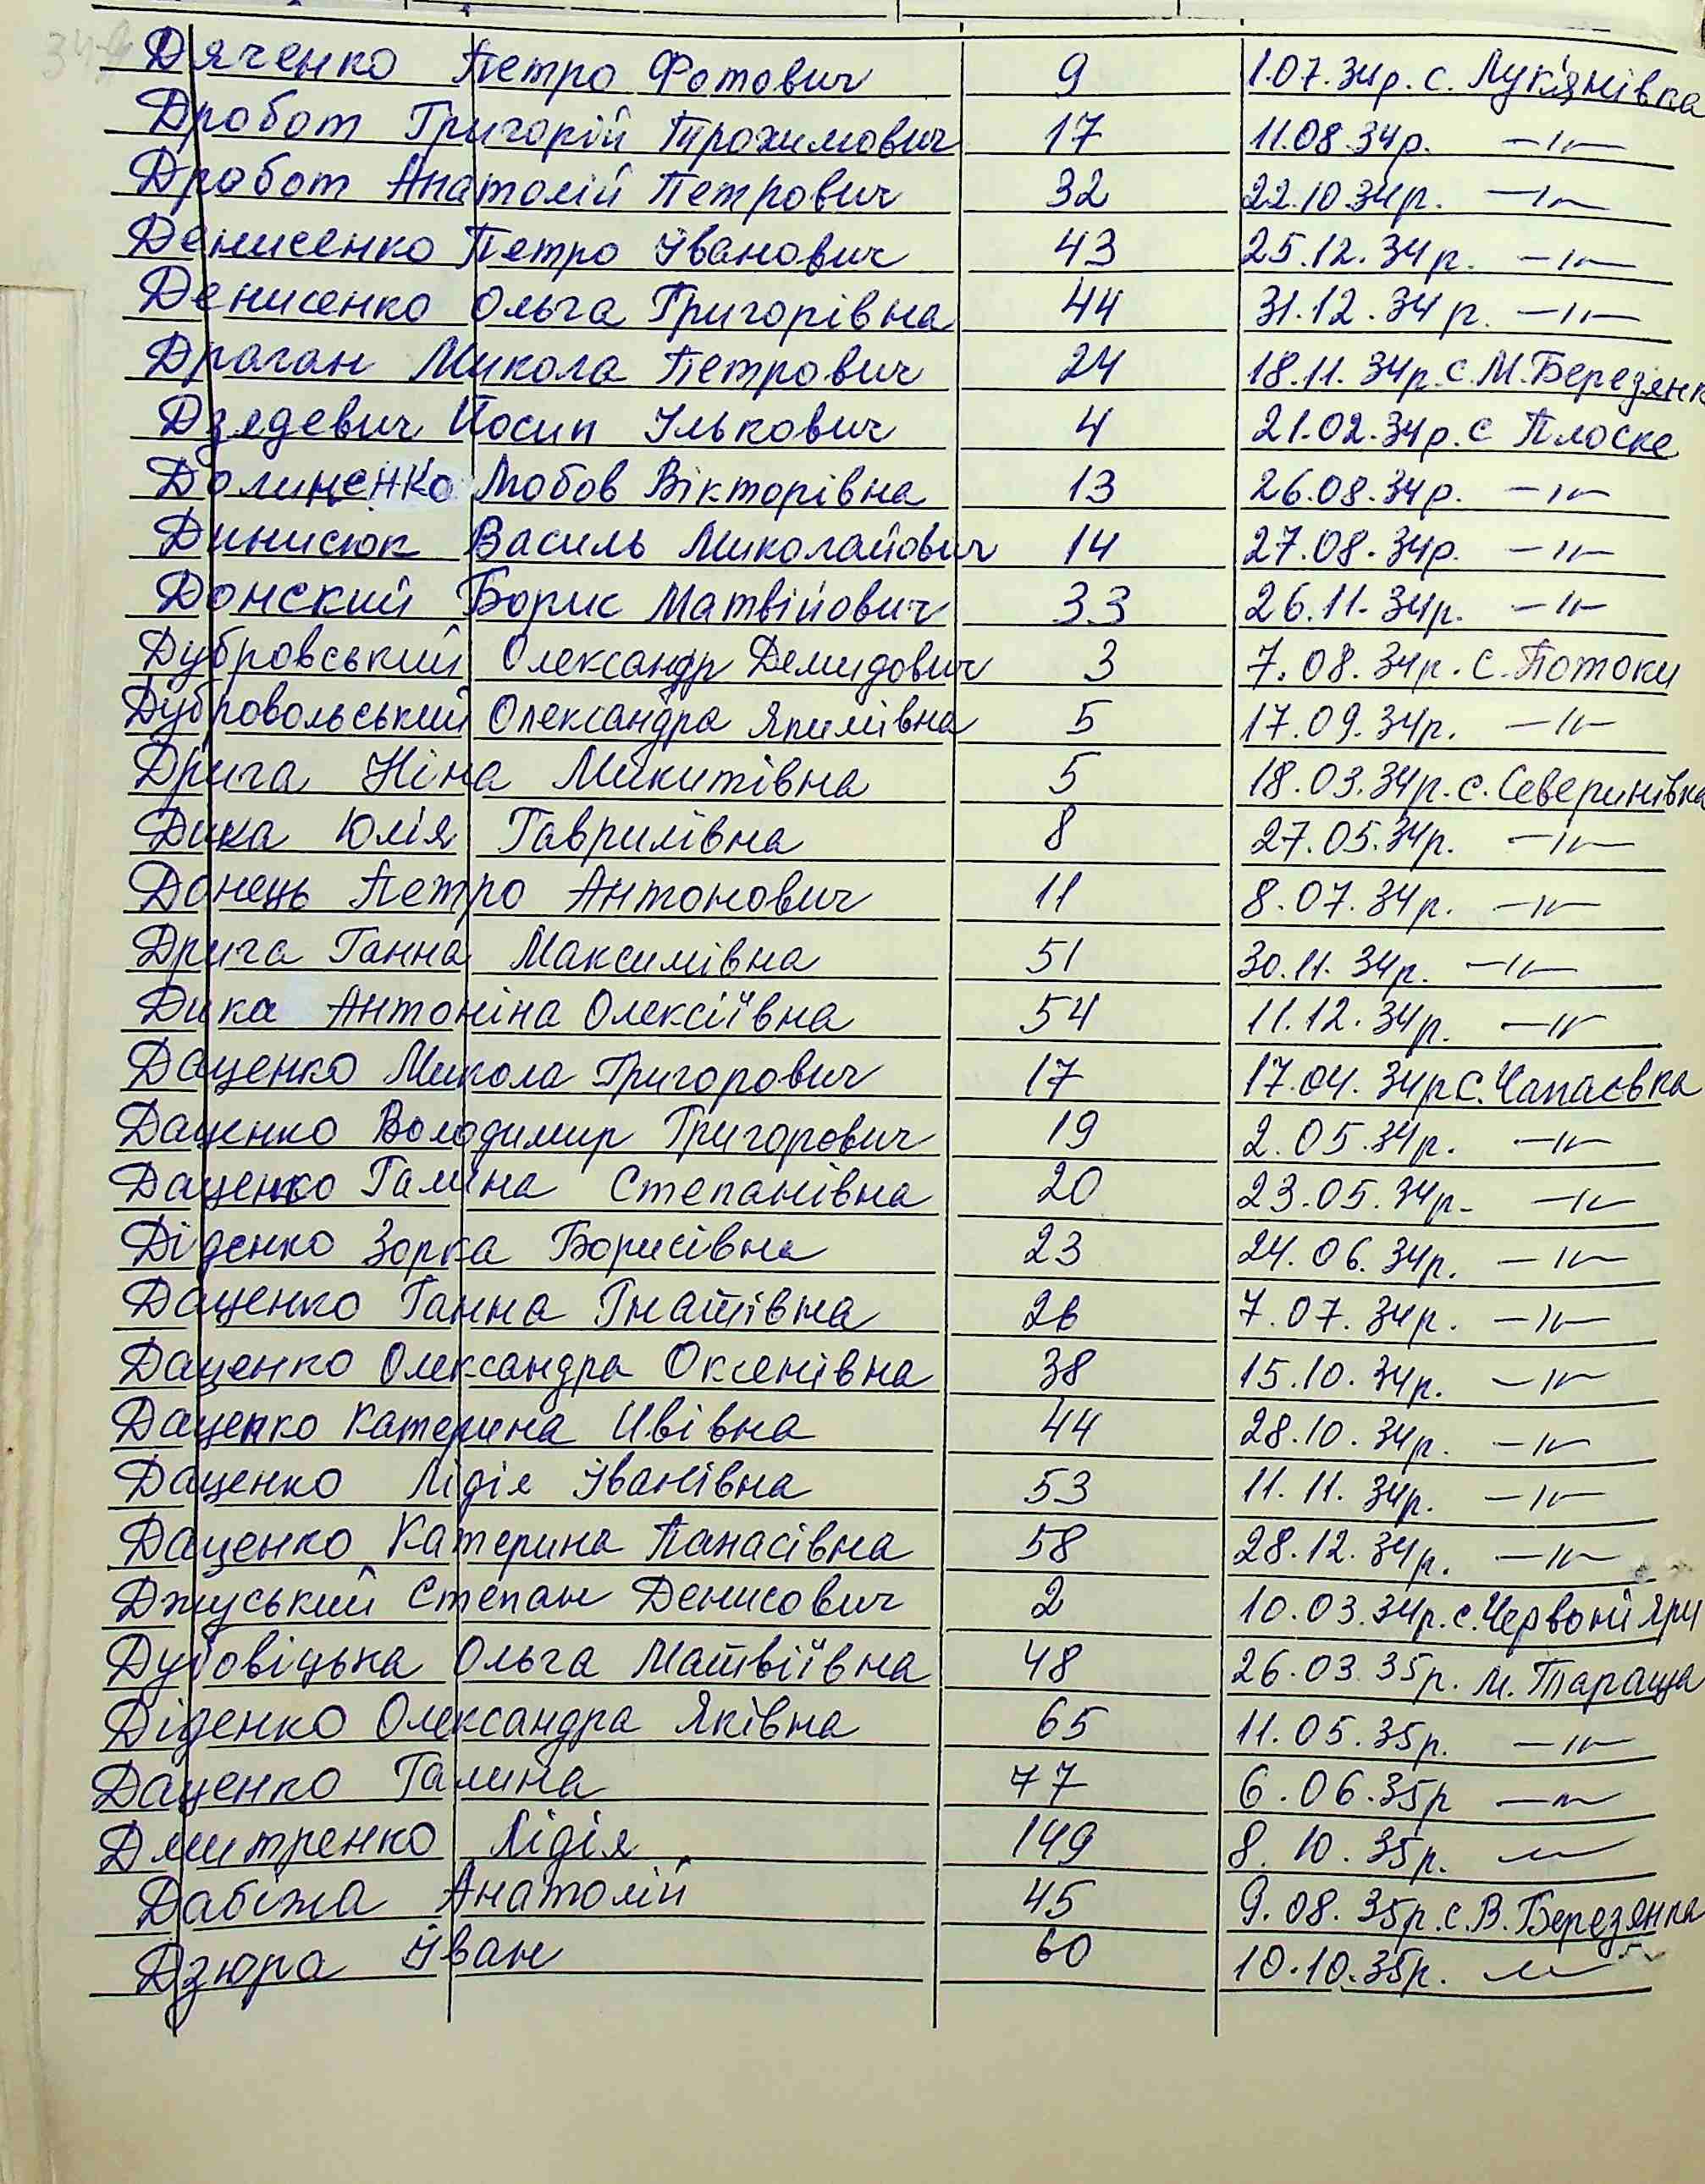 Дяченко Петро Фотович 9 1.07.34р. с. Лук'янівка
Дробот Григорій Трохимович 17 11.08.34р. -"-
Дробот Анатолій Петрович 32 22.10.34р. -"-
Денисенко Петро Іванович 43 25.12.34р. -"-
Денисенко Ольга Григорівна 44 31.12.34р. -"-
Драган Микола Петрович 24 18.11.34р. с. М.Березянк
Дзядевич Йосип Ількович 4 21.02.34р. с Плоске
Долиненко Любов Вікторівна 13 26.08.34р. -"-
Динисюк Василь Миколайович 14 27.08.34р. -"-
Донский Борис Матвійович 33 26.11.34р. -"-
Дубровський Олександр Демидович 3 7.08.34р. с. Потоки
Дубровольський Олександра Якимівна 5 17.09.34р. -"-
Дрига Ніна Микитівна 5 18.03.34р. с. Северинівка
Дика Юлія Гаврилівна 8 27.05.34р. -"-
Донець Петро Антонович 11 8.07.34р. -"-
Дрига Ганна Максимівна 51 30.11.34р. -"-
Дика Антоніна Олексіївна 54 11.12.34р. -"-
Даценко Микола Григорович 17 17.04.34р с. Чапаєвка
Даценко Володимир Григорович 19 2.05.34р. -"-
Даценко Галина Степанівна 20 23.05.34р. -"-
Діденко Зорка Борисівна 23 24.06.34р. -"-
Даценко Ганна Гнатівна 26 7.07.34р. -"-
Даценко Олександра Оксенівна 38 15.10.34р. -"-
Даценко Катерина Ивівна 44 28.10.34р. -"-
Даценко Лідія Іванівна 53 11.11.34р. -"-
Даценко Катерина Панасівна 58 28.12.34р. -"-
Джуський Степан Денисович 2 10.03.34р. с. Червоні Яри
Дубовіцька Ольга Матвіївна 48 26.03.35р. м. Тараща
Діденко Олександра Яківна 65 11.05.35р. -"-
Даценко Галина 77 6.06.35р -"-
Дмитренко Лідія 149 8.10.35р. -"-
Дабіжа Анатолій 45 9.08.35р. с. В. Березянка
Дзюра Іван 60 10.10.35р. -"-